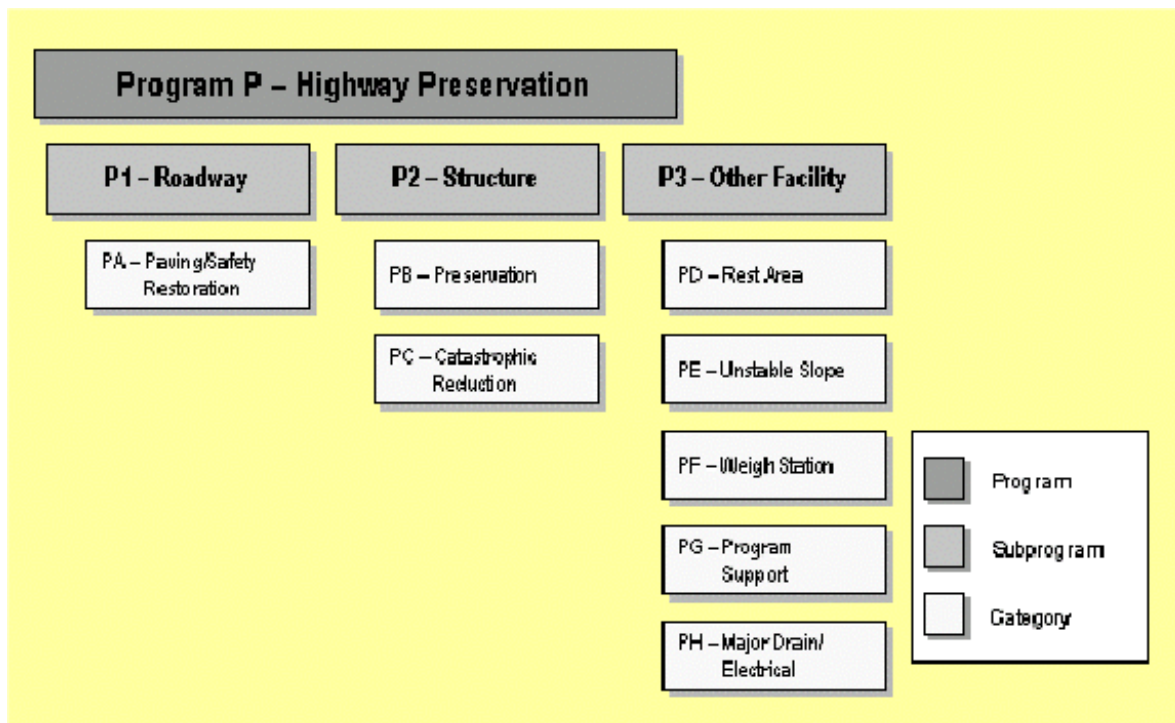 Program P – Highway Preservation
P1 – Roadway
P2 – Structure
P3 – Other Facility
PA – Paving/Safety
Restoration
PB – Preservation
PC – Catastrophic
Reduction
PD – Rest Area
PE – Unstable Slope
PF – Weigh Station
PG – Program
Support
PH – Major Drain/
Electrical
Program
Subprogram
Category